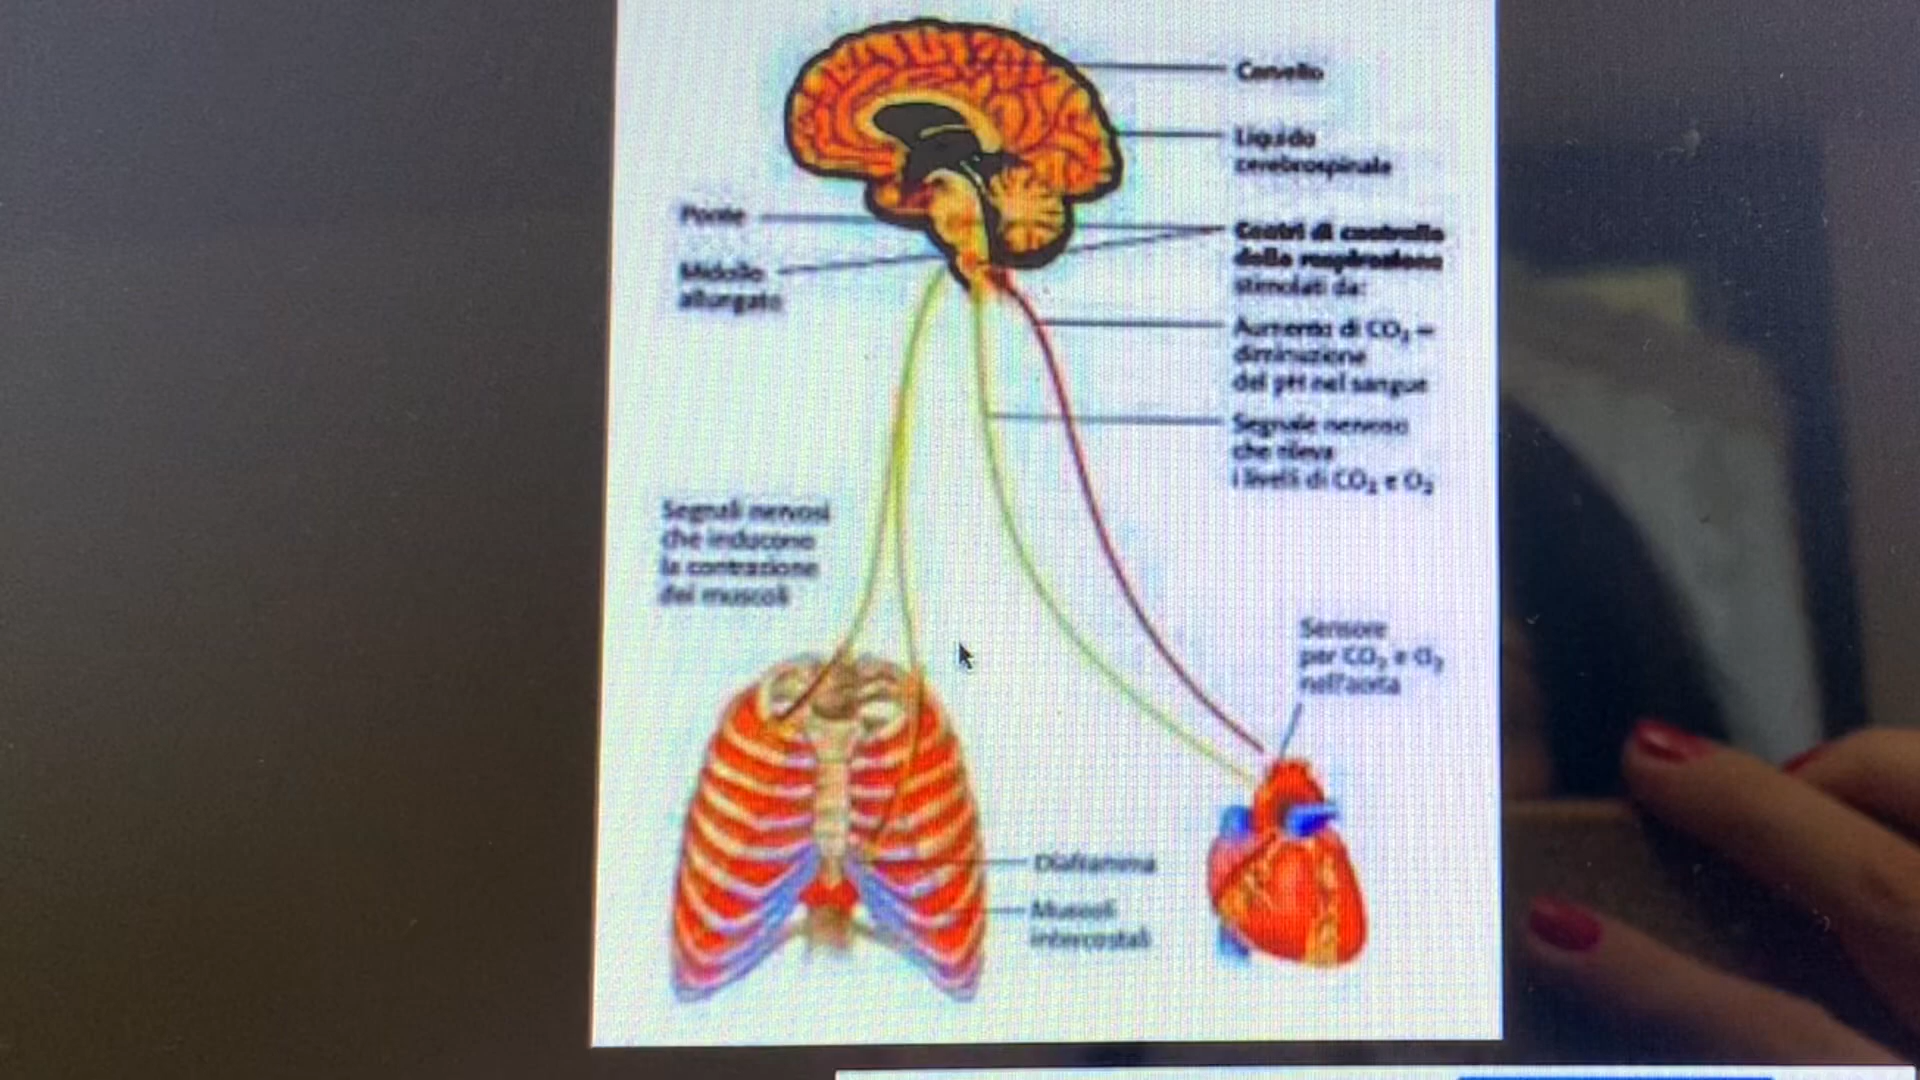 Cervello
Liquido
cerebrospinale
Ponte
Centri di controllo
della respirazione
stimolati da:
Midollo
allungato
Aumento di CO₂ =
diminuzione
del pH nel sangue
Segnale nervoso
che rileva
i livelli di CO₂ e O₂
Segnali nervosi
che inducono
la contrazione
dei muscoli
Sensore
per CO₂ e O₂
nell'aorta
Diaframma
Muscoli
intercostali